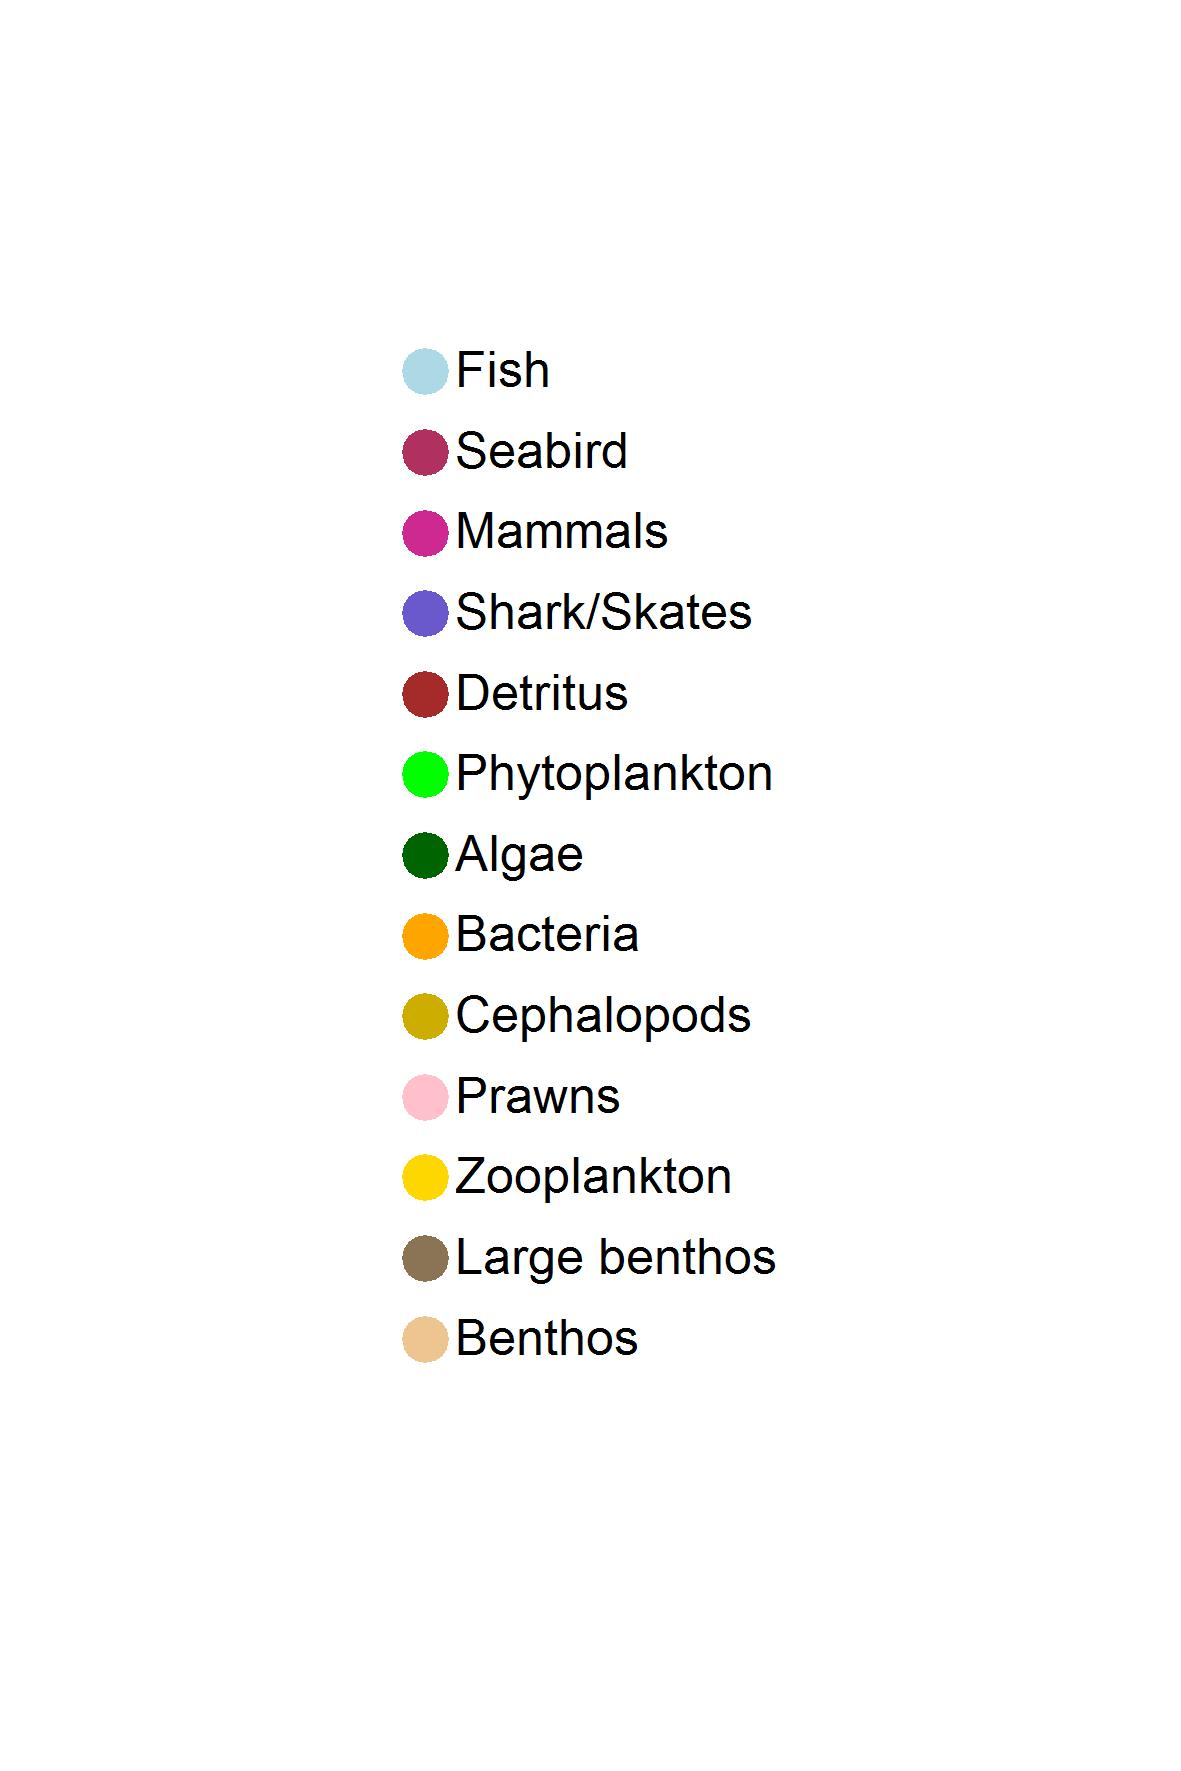 Fish
Seabird
Mammals
Shark/Skates
Detritus
Phytoplankton
Algae
Bacteria
Cephalopods
Prawns
Zooplankton
Large benthos
Benthos